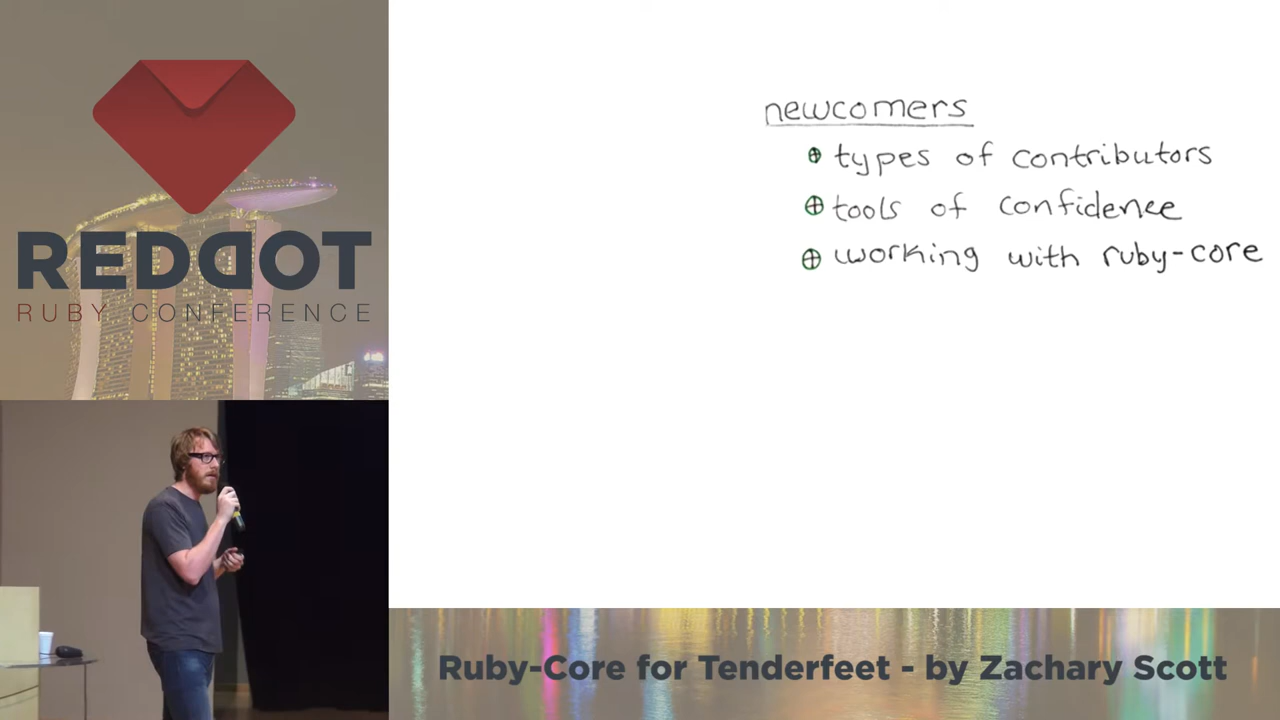 REDDOT
RUBY CONFERENCE
newcomers
types of contributors
tools of confidence
working with ruby-core
Ruby-Core for Tenderfeet - by Zachary Scott